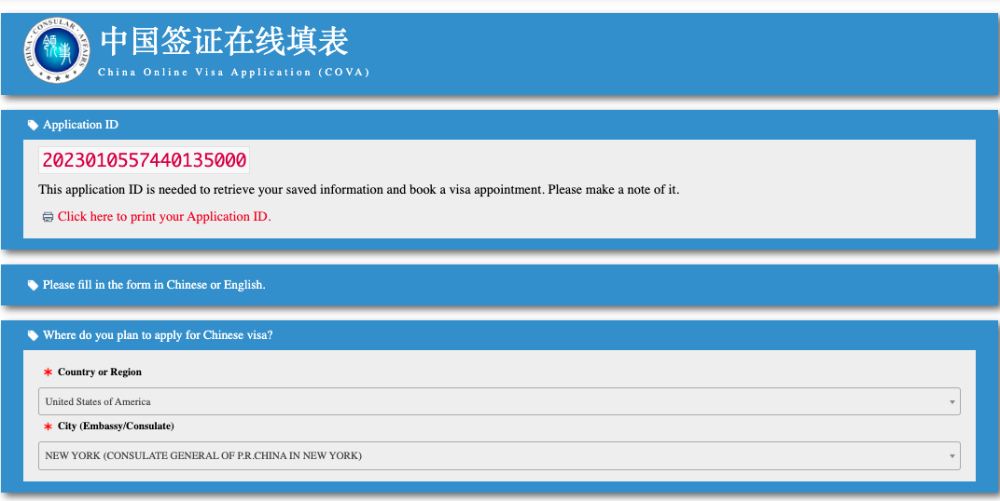 CHINA · CONSULAR · AFFAIRS
領事
中国签证在线填表
China Online Visa Application (COVA)
Application ID
2023010557440135000
This application ID is needed to retrieve your saved information and book a visa appointment. Please make a note of it.
Click here to print your Application ID.
Please fill in the form in Chinese or English.
Where do you plan to apply for Chinese visa?
* Country or Region
United States of America
* City (Embassy/Consulate)
NEW YORK (CONSULATE GENERAL OF P.R.CHINA IN NEW YORK)